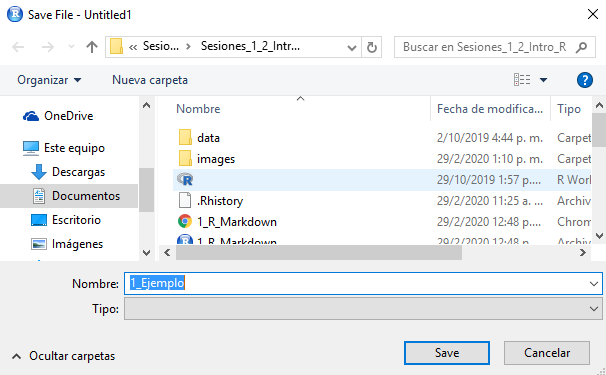 Save File - Untitled1
« Sesio... › Sesiones_1_2_Intr...
Buscar en Sesiones_1_2_Intro_R
Organizar
Nueva carpeta
OneDrive
Este equipo
Descargas
Documentos
Escritorio
Imágenes
Nombre Fecha de modifica... Tipo
data 2/10/2019 4:44 p. m. Carpet
images 29/2/2020 1:10 p. m. Carpet
29/10/2019 1:57 p.... R Work
.Rhistory 29/2/2020 11:25 a. ... Archiv
1_R_Markdown 29/2/2020 12:48 p.... Chrom
1_R_Markdown 29/2/2020 12:48 p.... Archiv
Nombre: 1_Ejemplo
Tipo:
Ocultar carpetas
Save
Cancelar